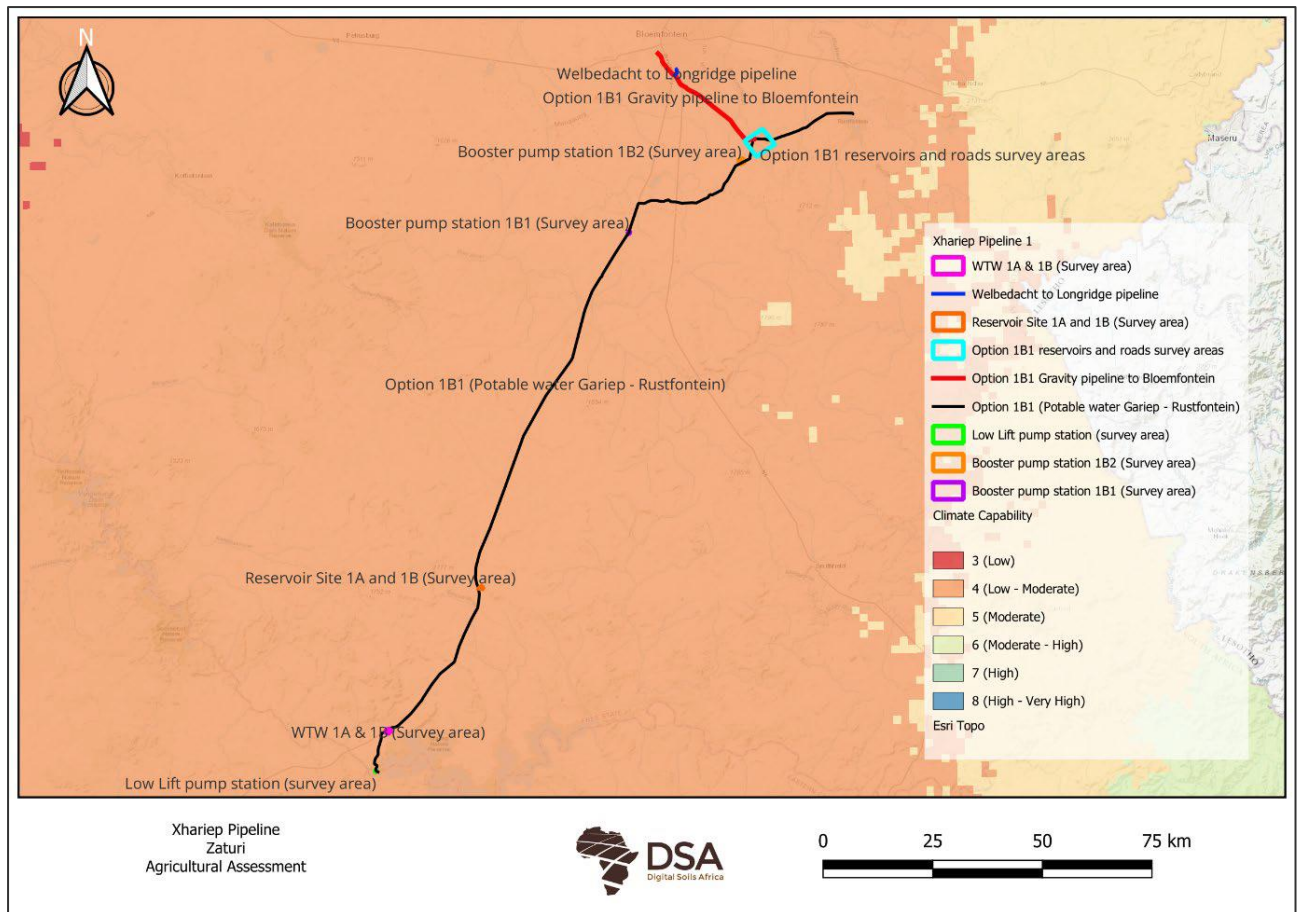 N
Petrusburg
Bloemfontein
Welbedacht to Longridge pipeline
Option 1B1 Gravity pipeline to Bloemfontein
Booster pump station 1B2 (Survey area)
Option 1B1 reservoirs and roads survey areas
Maseru
Koffiefontein
Booster pump station 1B1 (Survey area)
Option 1B1 (Potable water Gariep - Rustfontein)
Reservoir Site 1A and 1B (Survey area)
WTW 1A & 1B (Survey area)
Low Lift pump station (survey area)
Xhariep Pipeline 1
WTW 1A & 1B (Survey area)
Welbedacht to Longridge pipeline
Reservoir Site 1A and 1B (Survey area)
Option 1B1 reservoirs and roads survey areas
Option 1B1 Gravity pipeline to Bloemfontein
Option 1B1 (Potable water Gariep - Rustfontein)
Low Lift pump station (survey area)
Booster pump station 1B2 (Survey area)
Booster pump station 1B1 (Survey area)
Climate Capability
3 (Low)
4 (Low - Moderate)
5 (Moderate)
6 (Moderate - High)
7 (High)
8 (High - Very High)
Esri Topo
LESOTHO
Xhariep Pipeline
Zaturi
Agricultural Assessment
DSA
Digital Soils Africa
0 25 50 75 km